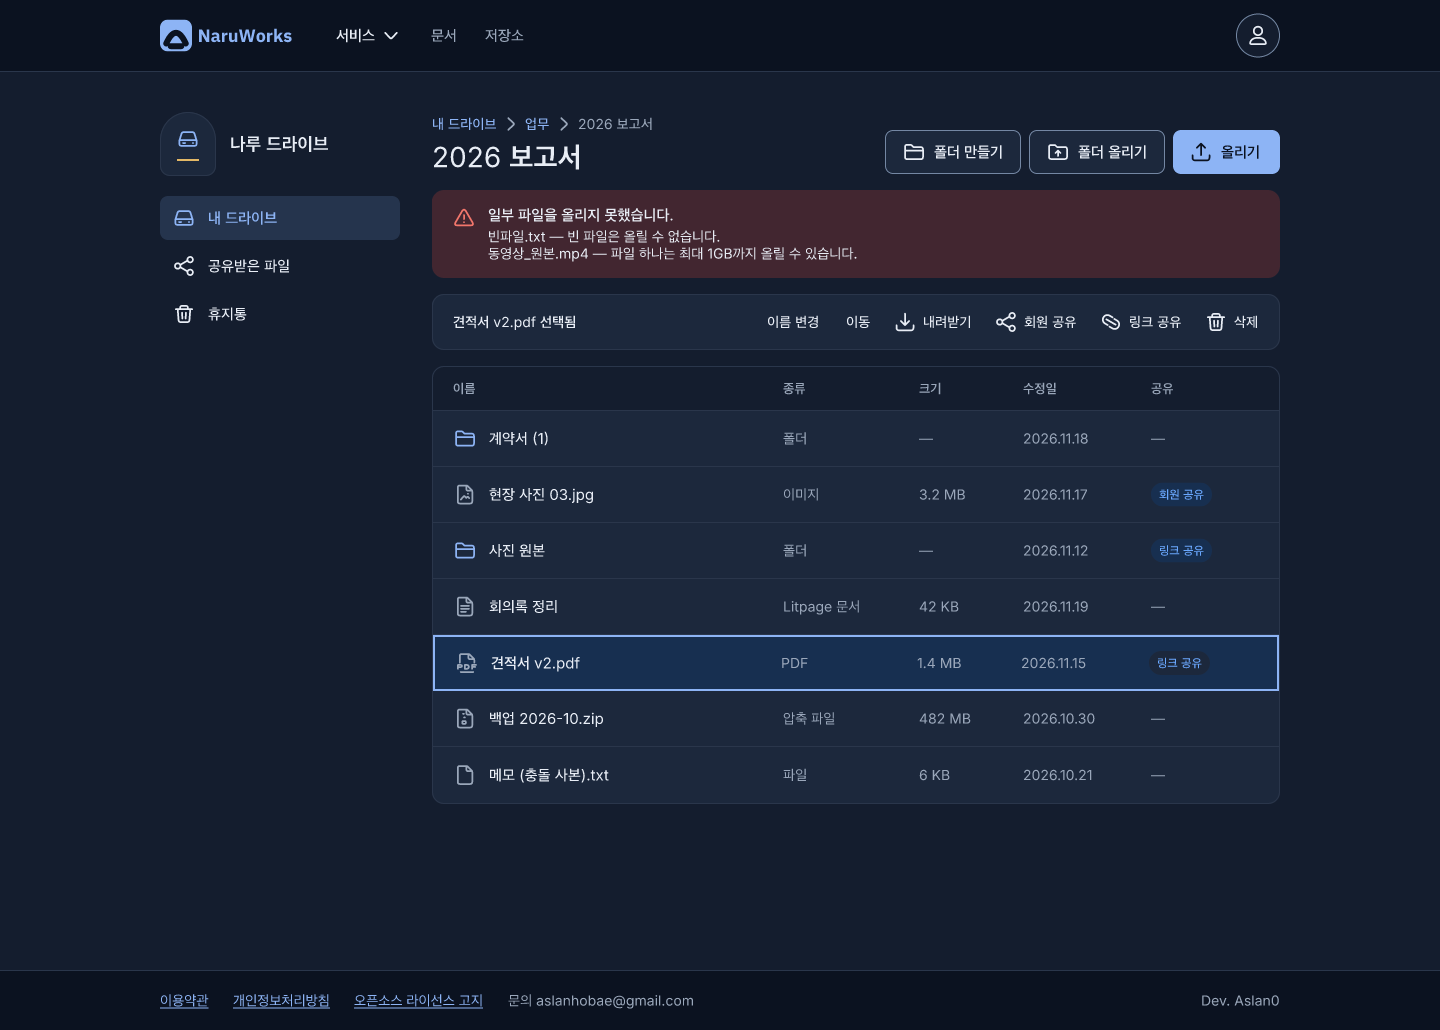 NaruWorks 서비스 문서 저장소
나루 드라이브
내 드라이브
공유받은 파일
휴지통
내 드라이브 > 업무 > 2026 보고서
2026 보고서
폴더 만들기 폴더 올리기 올리기
일부 파일을 올리지 못했습니다.
빈파일.txt — 빈 파일은 올릴 수 없습니다.
동영상_원본.mp4 — 파일 하나는 최대 1GB까지 올릴 수 있습니다.
견적서 v2.pdf 선택됨 이름 변경 이동 내려받기 회원 공유 링크 공유 삭제
이름 종류 크기 수정일 공유
계약서 (1) 폴더 — 2026.11.18 —
현장 사진 03.jpg 이미지 3.2 MB 2026.11.17 회원 공유
사진 원본 폴더 — 2026.11.12 링크 공유
회의록 정리 Litpage 문서 42 KB 2026.11.19 —
PDF 견적서 v2.pdf PDF 1.4 MB 2026.11.15 링크 공유
백업 2026-10.zip 압축 파일 482 MB 2026.10.30 —
메모 (충돌 사본).txt 파일 6 KB 2026.10.21 —
이용약관 개인정보처리방침 오픈소스 라이선스 고지 문의 aslanhobae@gmail.com Dev. Aslan0